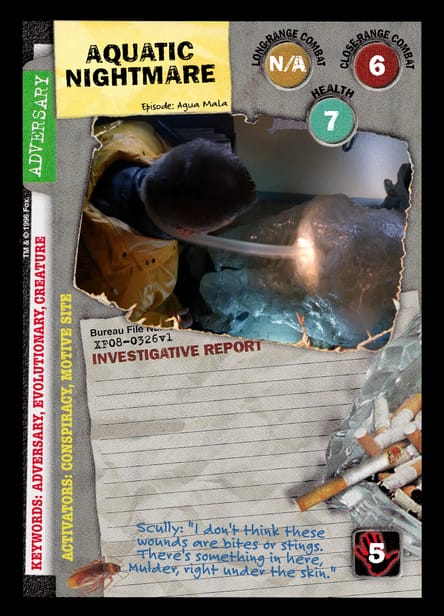 AQUATIC
NIGHTMARE
Episode: Agua Mala
LONG-RANGE COMBAT
N/A
CLOSE-RANGE COMBAT
6
HEALTH
7
ADVERSARY
TM & © 1996 Fox.
KEYWORDS: ADVERSARY, EVOLUTIONARY, CREATURE
ACTIVATORS: CONSPIRACY, MOTIVE SITE
Bureau File
XF08-0326v1
INVESTIGATIVE REPORT
Scully: "I don't think these
wounds are bites or stings.
There's something in here,
Mulder, right under the skin."
5